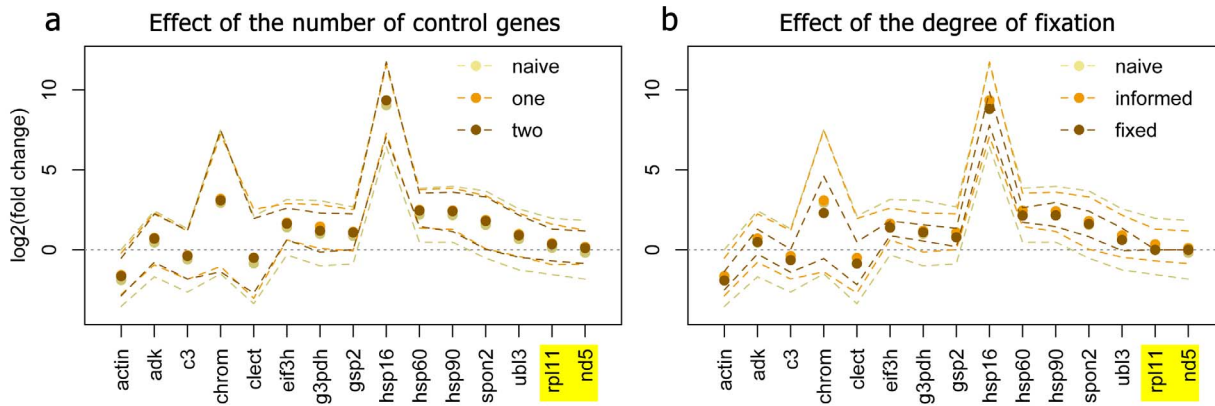 a
Effect of the number of control genes
log2(fold change)
10
5
0
naive
one
two
actin
adk
c3
chrom
clect
eif3h
g3pdh
gsp2
hsp16
hsp60
hsp90
spon2
ubl3
rpl11
nd5
b
Effect of the degree of fixation
10
5
0
naive
informed
fixed
actin
adk
c3
chrom
clect
eif3h
g3pdh
gsp2
hsp16
hsp60
hsp90
spon2
ubl3
rpl11
nd5